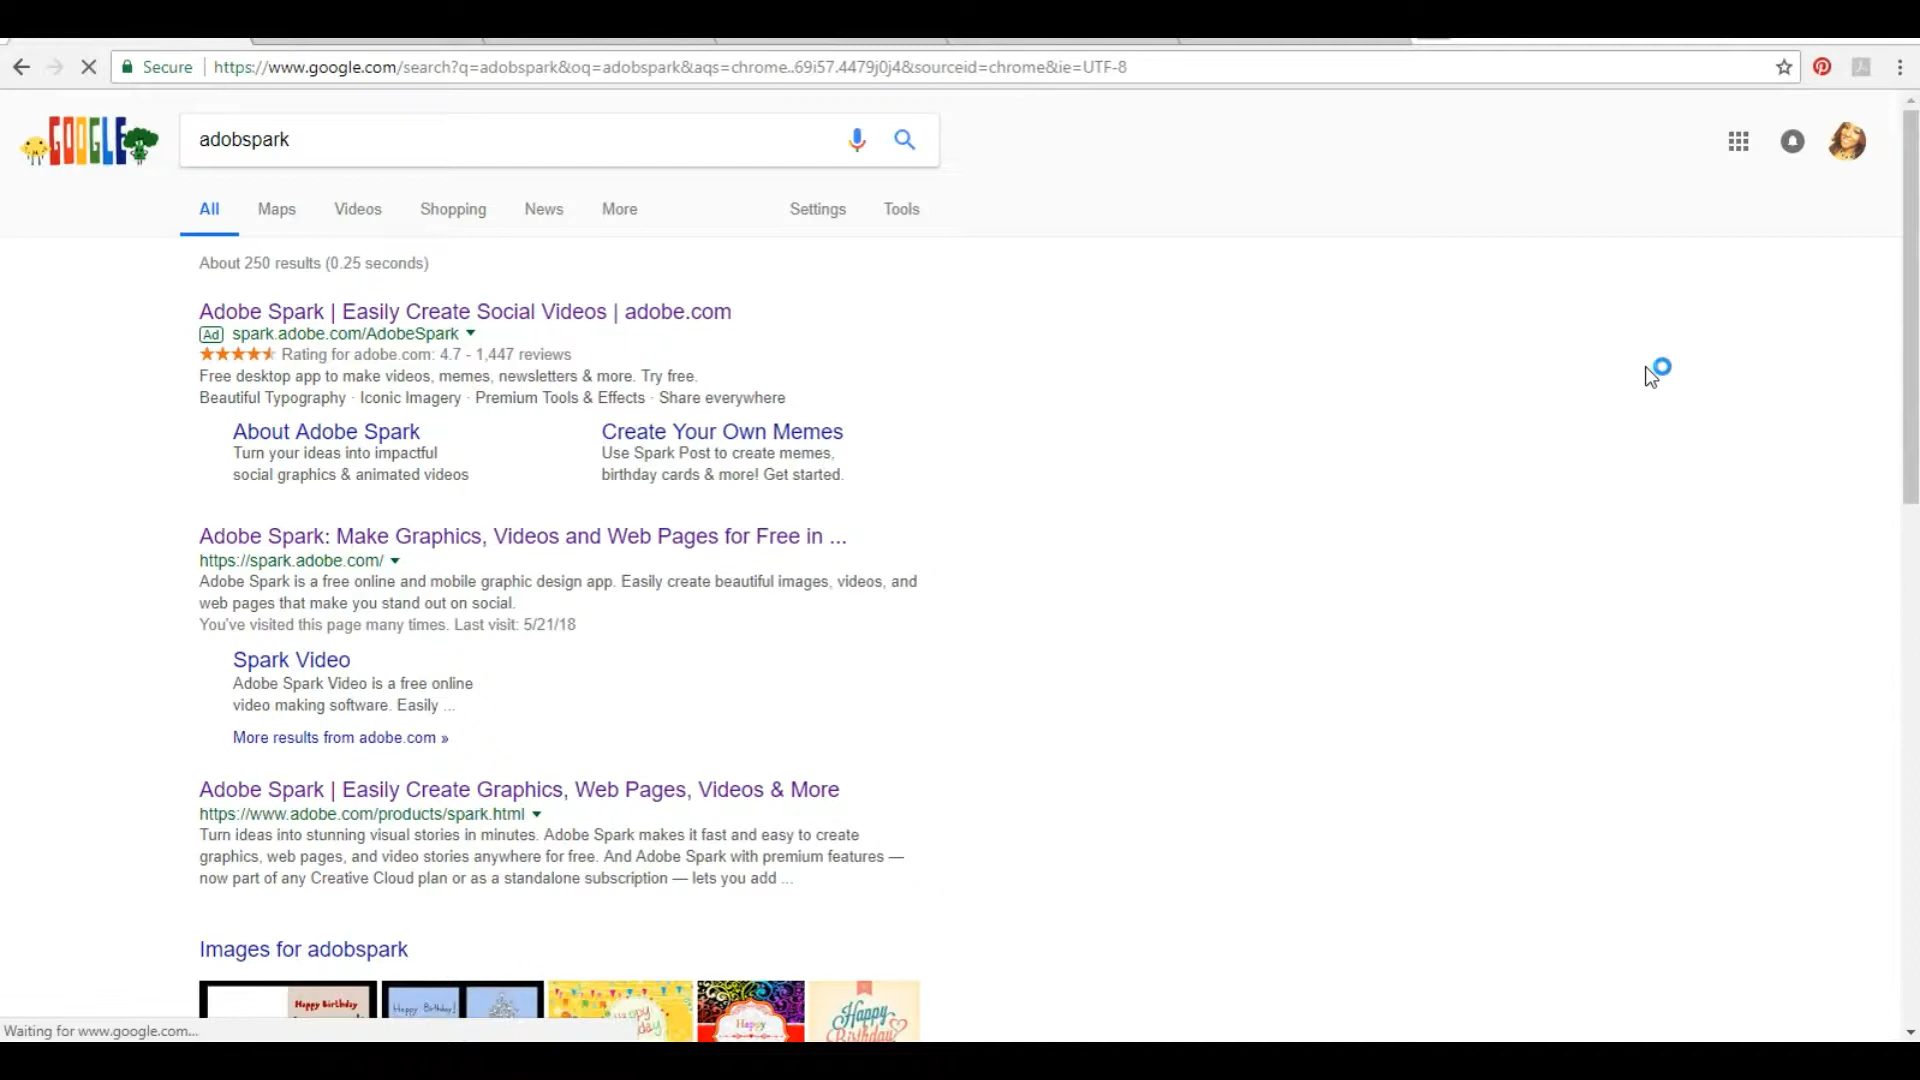 Secure https://www.google.com/search?q=adobspark&oq=adobspark&aqs=chrome..69i57.4479j0j4&sourceid=chrome&ie=UTF-8
GOOGLE adobspark
All Maps Videos Shopping News More Settings Tools
About 250 results (0.25 seconds)
Adobe Spark | Easily Create Social Videos | adobe.com
Ad spark.adobe.com/AdobeSpark
Rating for adobe.com: 4.7 - 1,447 reviews
Free desktop app to make videos, memes, newsletters & more. Try free.
Beautiful Typography · Iconic Imagery · Premium Tools & Effects · Share everywhere
About Adobe Spark
Turn your ideas into impactful
social graphics & animated videos
Create Your Own Memes
Use Spark Post to create memes,
birthday cards & more! Get started.
Adobe Spark: Make Graphics, Videos and Web Pages for Free in ...
https://spark.adobe.com/
Adobe Spark is a free online and mobile graphic design app. Easily create beautiful images, videos, and
web pages that make you stand out on social.
You've visited this page many times. Last visit: 5/21/18
Spark Video
Adobe Spark Video is a free online
video making software. Easily ...
More results from adobe.com »
Adobe Spark | Easily Create Graphics, Web Pages, Videos & More
https://www.adobe.com/products/spark.html
Turn ideas into stunning visual stories in minutes. Adobe Spark makes it fast and easy to create
graphics, web pages, and video stories anywhere for free. And Adobe Spark with premium features —
now part of any Creative Cloud plan or as a standalone subscription — lets you add ...
Images for adobspark
Happy Birthday
Happy Birthday!
Happy
Happy
Birthday
Waiting for www.google.com...